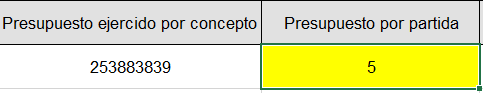 Presupuesto ejercido por concepto Presupuesto por partida
253883839 5